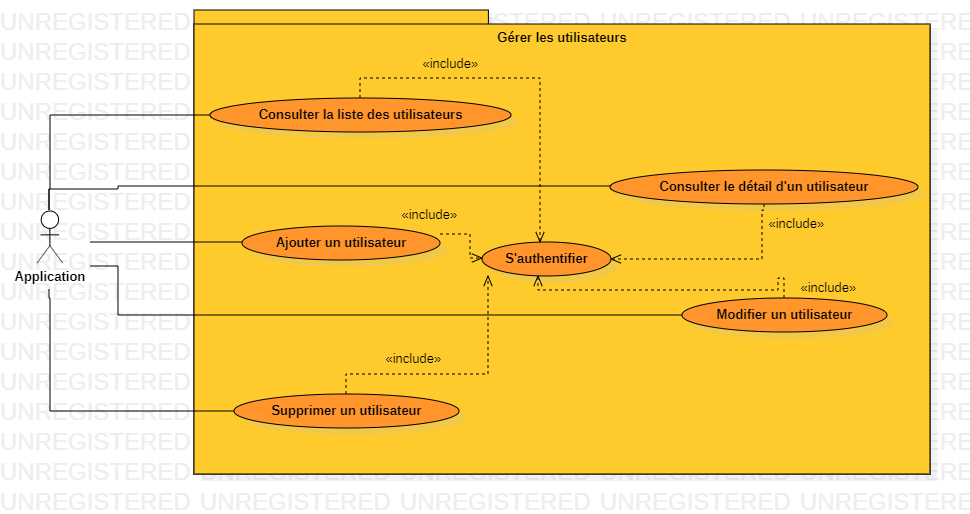 Gérer les utilisateurs
«include»
Consulter la liste des utilisateurs
Consulter le détail d'un utilisateur
«include»
«include»
Ajouter un utilisateur
S'authentifier
Application
«include»
Modifier un utilisateur
«include»
Supprimer un utilisateur
UNREGISTERED UNREGISTERED UNREGISTERED UNREGISTERED UNREGISTERED